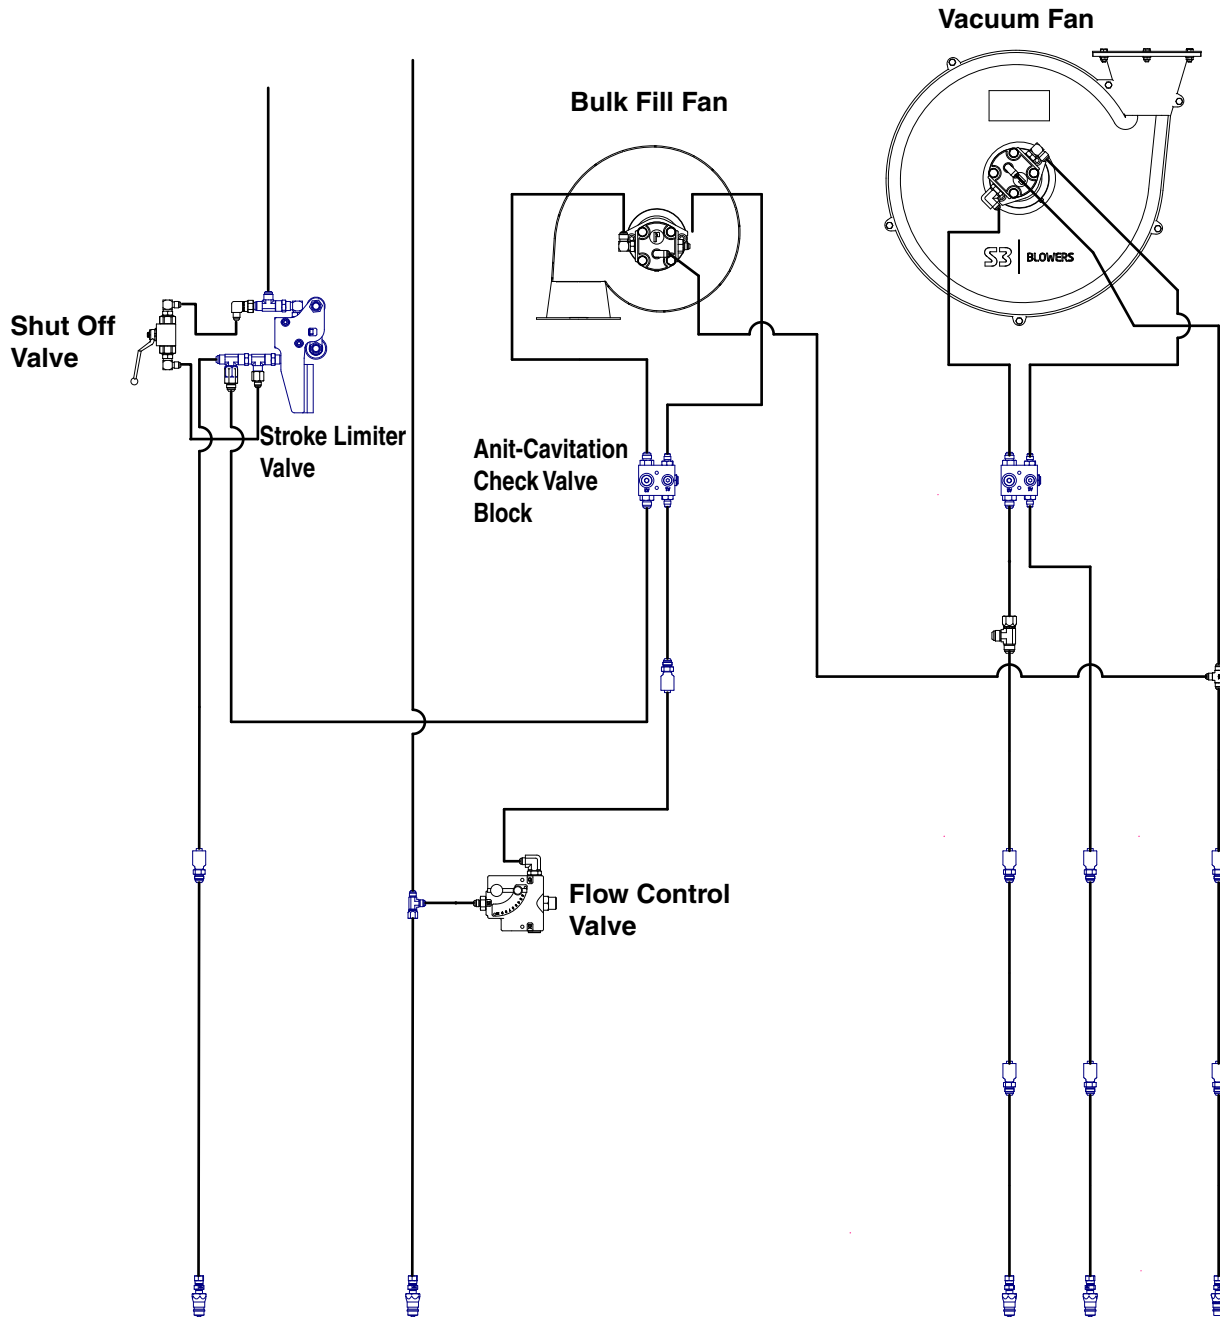 Vacuum Fan
Bulk Fill Fan
S3 BLOWERS
Shut Off
Valve
Stroke Limiter
Valve
Anit-Cavitation
Check Valve
Block
Flow Control
Valve